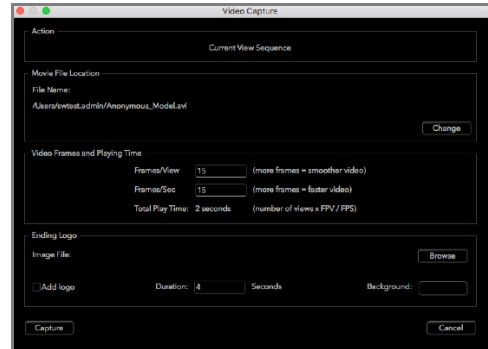 Video Capture
Action
Current View Sequence
Movie File Location
File Name:
/Users/swtest.admin/Anonymous_Model.avi
Change
Video Frames and Playing Time
Frames/View 15 (more frames = smoother video)
Frames/Sec 15 (more frames = faster video)
Total Play Time: 2 seconds (number of views x FPV / FPS)
Ending Logo
Image File: Browse
Add logo Duration: 4 Seconds Background:
Capture Cancel